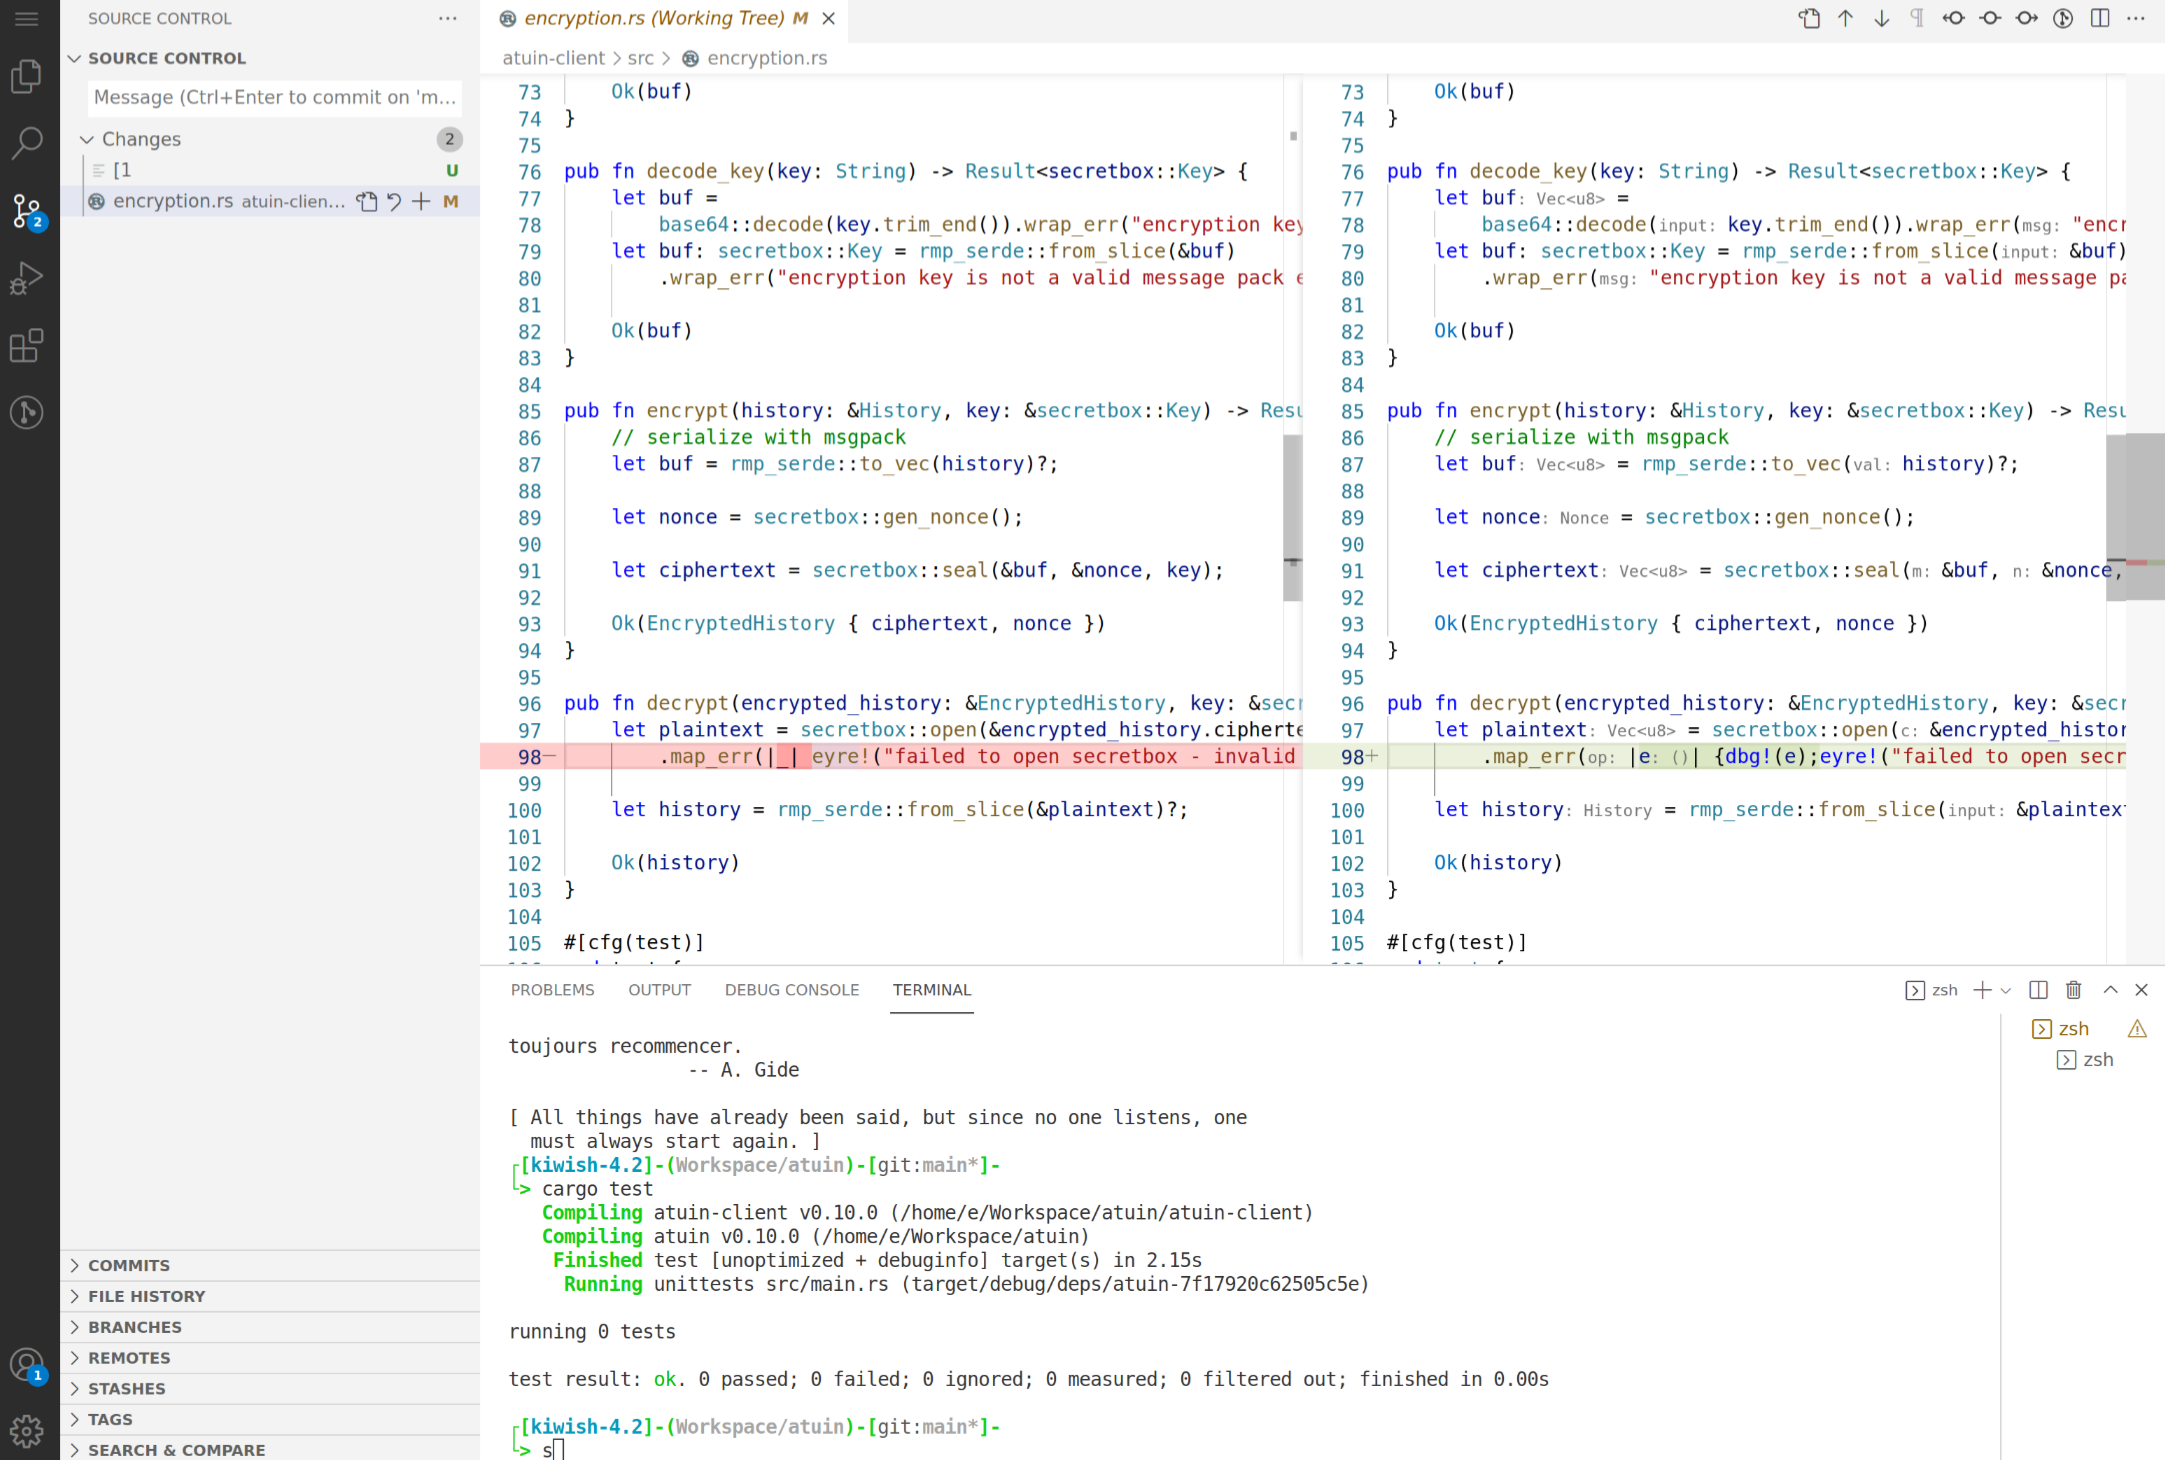 SOURCE CONTROL
SOURCE CONTROL
Message (Ctrl+Enter to commit on 'm...
Changes 2
[1 U
encryption.rs atuin-clien... M
2
1
COMMITS
FILE HISTORY
BRANCHES
REMOTES
STASHES
TAGS
SEARCH & COMPARE
encryption.rs (Working Tree) M
atuin-client > src > encryption.rs
73 Ok(buf)
74 }
75
76 pub fn decode_key(key: String) -> Result<secretbox::Key> {
77 let buf =
78 base64::decode(key.trim_end()).wrap_err("encryption key
79 let buf: secretbox::Key = rmp_serde::from_slice(&buf)
80 .wrap_err("encryption key is not a valid message pack e
81
82 Ok(buf)
83 }
84
85 pub fn encrypt(history: &History, key: &secretbox::Key) -> Resu
86 // serialize with msgpack
87 let buf = rmp_serde::to_vec(history)?;
88
89 let nonce = secretbox::gen_nonce();
90
91 let ciphertext = secretbox::seal(&buf, &nonce, key);
92
93 Ok(EncryptedHistory { ciphertext, nonce })
94 }
95
96 pub fn decrypt(encrypted_history: &EncryptedHistory, key: &secr
97 let plaintext = secretbox::open(&encrypted_history.cipherte
98− .map_err(|_| eyre!("failed to open secretbox - invalid
99
100 let history = rmp_serde::from_slice(&plaintext)?;
101
102 Ok(history)
103 }
104
105 #[cfg(test)]
73 Ok(buf)
74 }
75
76 pub fn decode_key(key: String) -> Result<secretbox::Key> {
77 let buf: Vec<u8> =
78 base64::decode(input: key.trim_end()).wrap_err(msg: "encr
79 let buf: secretbox::Key = rmp_serde::from_slice(input: &buf)
80 .wrap_err(msg: "encryption key is not a valid message pa
81
82 Ok(buf)
83 }
84
85 pub fn encrypt(history: &History, key: &secretbox::Key) -> Resu
86 // serialize with msgpack
87 let buf: Vec<u8> = rmp_serde::to_vec(val: history)?;
88
89 let nonce: Nonce = secretbox::gen_nonce();
90
91 let ciphertext: Vec<u8> = secretbox::seal(m: &buf, n: &nonce,
92
93 Ok(EncryptedHistory { ciphertext, nonce })
94 }
95
96 pub fn decrypt(encrypted_history: &EncryptedHistory, key: &secr
97 let plaintext: Vec<u8> = secretbox::open(c: &encrypted_histor
98+ .map_err(op: |e: ()| {dbg!(e);eyre!("failed to open secr
99
100 let history: History = rmp_serde::from_slice(input: &plaintex
101
102 Ok(history)
103 }
104
105 #[cfg(test)]
PROBLEMS OUTPUT DEBUG CONSOLE TERMINAL
zsh
zsh
zsh
toujours recommencer.
-- A. Gide
[ All things have already been said, but since no one listens, one
must always start again. ]
┌[kiwish-4.2]-(Workspace/atuin)-[git:main*]-
└> cargo test
Compiling atuin-client v0.10.0 (/home/e/Workspace/atuin/atuin-client)
Compiling atuin v0.10.0 (/home/e/Workspace/atuin)
Finished test [unoptimized + debuginfo] target(s) in 2.15s
Running unittests src/main.rs (target/debug/deps/atuin-7f17920c62505c5e)
running 0 tests
test result: ok. 0 passed; 0 failed; 0 ignored; 0 measured; 0 filtered out; finished in 0.00s
┌[kiwish-4.2]-(Workspace/atuin)-[git:main*]-
└> s